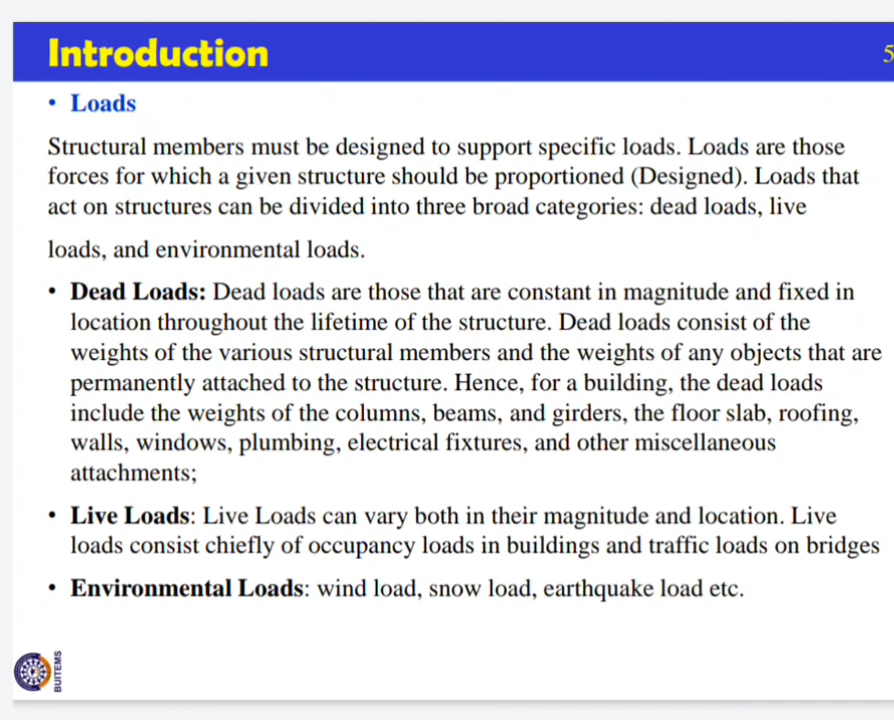 Introduction
5
• Loads
Structural members must be designed to support specific loads. Loads are those
forces for which a given structure should be proportioned (Designed). Loads that
act on structures can be divided into three broad categories: dead loads, live
loads, and environmental loads.
• Dead Loads: Dead loads are those that are constant in magnitude and fixed in
location throughout the lifetime of the structure. Dead loads consist of the
weights of the various structural members and the weights of any objects that are
permanently attached to the structure. Hence, for a building, the dead loads
include the weights of the columns, beams, and girders, the floor slab, roofing,
walls, windows, plumbing, electrical fixtures, and other miscellaneous
attachments;
• Live Loads: Live Loads can vary both in their magnitude and location. Live
loads consist chiefly of occupancy loads in buildings and traffic loads on bridges
• Environmental Loads: wind load, snow load, earthquake load etc.
BUITEMS